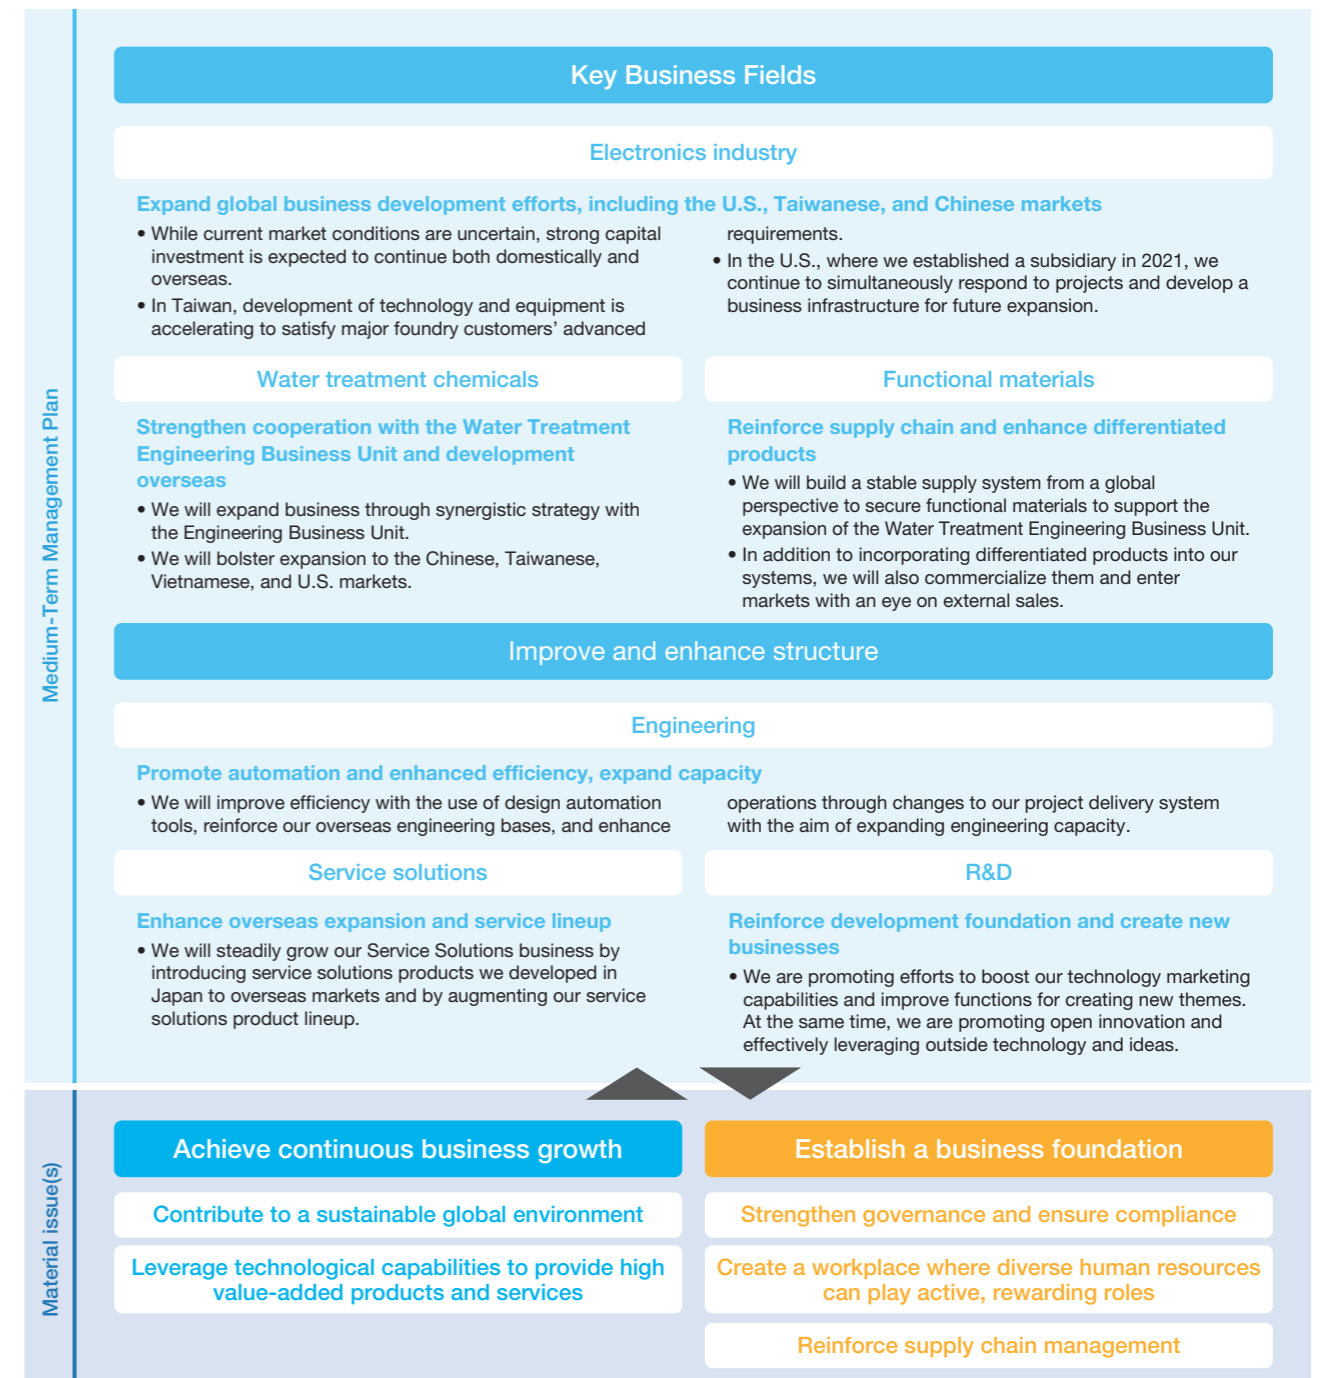 Medium-Term Management Plan
Key Business Fields
Electronics industry
Expand global business development efforts, including the U.S., Taiwanese, and Chinese markets
• While current market conditions are uncertain, strong capital
investment is expected to continue both domestically and
overseas.
• In Taiwan, development of technology and equipment is
accelerating to satisfy major foundry customers’ advanced
requirements.
• In the U.S., where we established a subsidiary in 2021, we
continue to simultaneously respond to projects and develop a
business infrastructure for future expansion.
Water treatment chemicals
Strengthen cooperation with the Water Treatment
Engineering Business Unit and development
overseas
• We will expand business through synergistic strategy with
the Engineering Business Unit.
• We will bolster expansion to the Chinese, Taiwanese,
Vietnamese, and U.S. markets.
Functional materials
Reinforce supply chain and enhance differentiated
products
• We will build a stable supply system from a global
perspective to secure functional materials to support the
expansion of the Water Treatment Engineering Business Unit.
• In addition to incorporating differentiated products into our
systems, we will also commercialize them and enter
markets with an eye on external sales.
Improve and enhance structure
Engineering
Promote automation and enhanced efficiency, expand capacity
• We will improve efficiency with the use of design automation
tools, reinforce our overseas engineering bases, and enhance
operations through changes to our project delivery system
with the aim of expanding engineering capacity.
Service solutions
Enhance overseas expansion and service lineup
• We will steadily grow our Service Solutions business by
introducing service solutions products we developed in
Japan to overseas markets and by augmenting our service
solutions product lineup.
R&D
Reinforce development foundation and create new
businesses
• We are promoting efforts to boost our technology marketing
capabilities and improve functions for creating new themes.
At the same time, we are promoting open innovation and
effectively leveraging outside technology and ideas.
Material issue(s)
Achieve continuous business growth
Contribute to a sustainable global environment
Leverage technological capabilities to provide high
value-added products and services
Establish a business foundation
Strengthen governance and ensure compliance
Create a workplace where diverse human resources
can play active, rewarding roles
Reinforce supply chain management